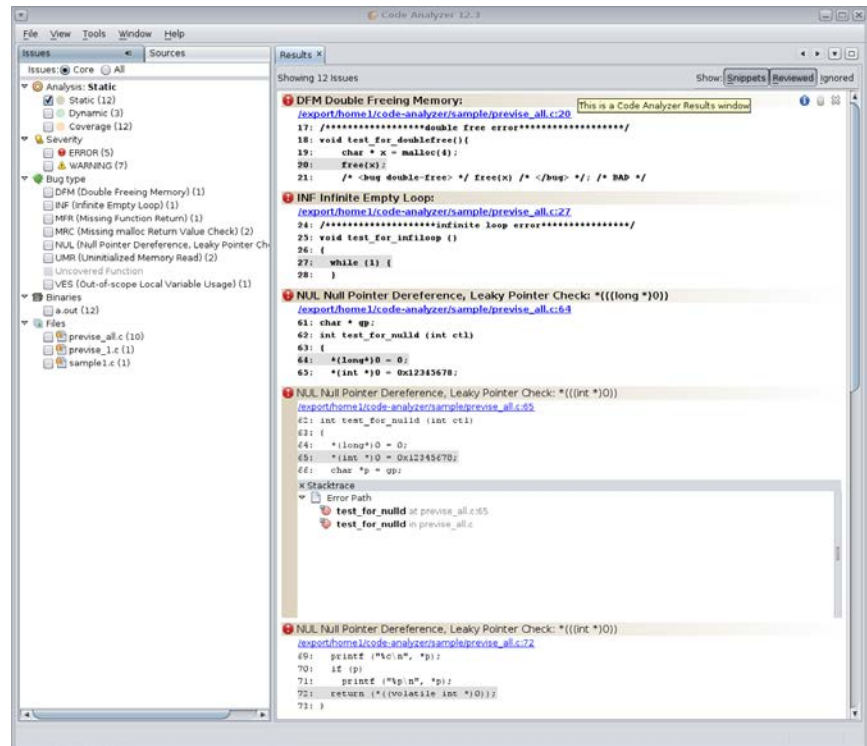 Code Analyzer 12.3
File View Tools Window Help
Issues Sources
Issues: Core All
Analysis: Static
Static (12)
Dynamic (3)
Coverage (12)
Severity
ERROR (5)
WARNING (7)
Bug type
DFM (Double Freeing Memory) (1)
INF (Infinite Empty Loop) (1)
MFR (Missing Function Return) (1)
MRC (Missing malloc Return Value Check) (2)
NUL (Null Pointer Dereference, Leaky Pointer Ch
UMR (Uninitialized Memory Read) (2)
Uncovered Function
VES (Out-of-scope Local Variable Usage) (1)
Binaries
a.out (12)
Files
previse_all.c (10)
previse_1.c (1)
sample1.c (1)
Results
Showing 12 Issues
Show: Snippets Reviewed Ignored
DFM Double Freeing Memory:
This is a Code Analyzer Results window
/export/home1/code-analyzer/sample/previse_all.c:20
17: /******************double free error********************/
18: void test_for_doublefree(){
19: char * x = malloc(4);
20: free(x);
21: /* <bug double-free> */ free(x) /* </bug> */; /* BAD */
INF Infinite Empty Loop:
/export/home1/code-analyzer/sample/previse_all.c:27
24: /********************infinite loop error****************/
25: void test_for_infiloop ()
26: {
27: while (1) {
28: }
NUL Null Pointer Dereference, Leaky Pointer Check: *(((long *)0))
/export/home1/code-analyzer/sample/previse_all.c:64
61: char * gp;
62: int test_for_nulld (int ctl)
63: {
64: *(long*)0 = 0;
65: *(int *)0 = 0x12345678;
NUL Null Pointer Dereference, Leaky Pointer Check: *(((int *)0))
/export/home1/code-analyzer/sample/previse_all.c:65
62: int test_for_nulld (int ctl)
63: {
64: *(long*)0 = 0;
65: *(int *)0 = 0x12345678;
66: char *p = gp;
Stacktrace
Error Path
test_for_nulld at previse_all.c:65
test_for_nulld in previse_all.c
NUL Null Pointer Dereference, Leaky Pointer Check: *(((int *)0))
/export/home1/code-analyzer/sample/previse_all.c:72
69: printf ("%c\n", *p);
70: if (p)
71: printf ("%p\n", *p);
72: return (*((volatile int *)0));
73: }